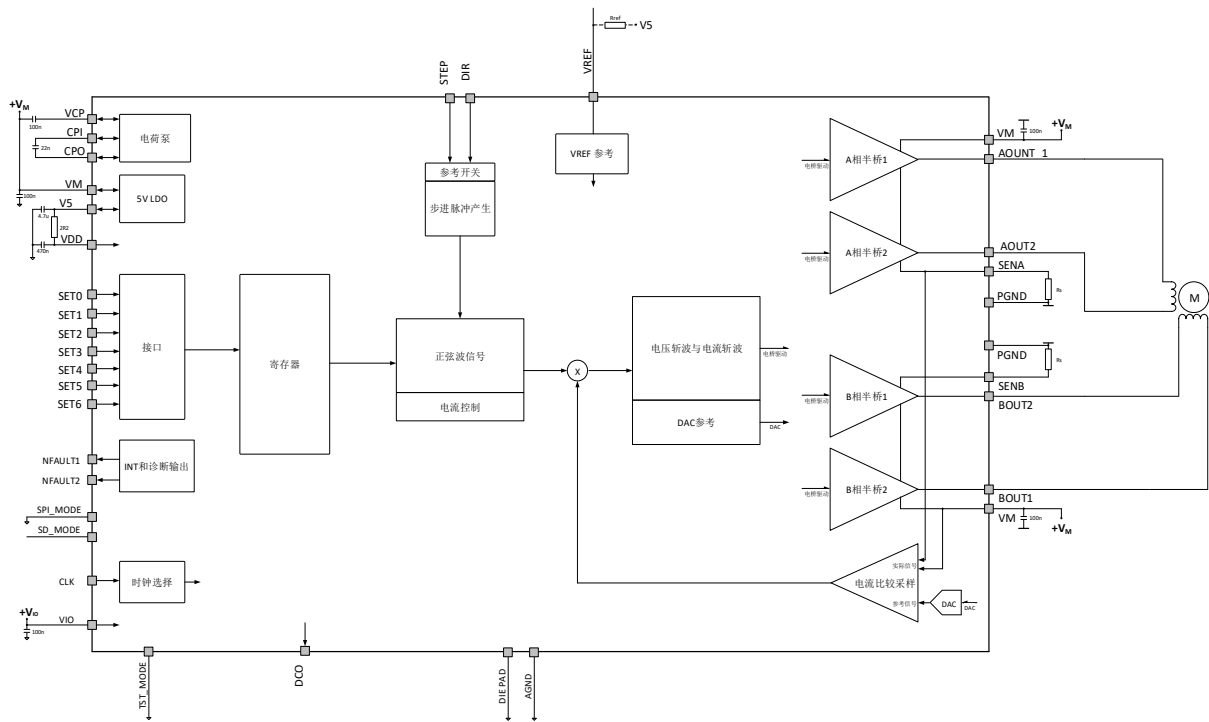 Rref
V5
VREF
STEP
DIR
+VM
VCP
100n
CPI
22n
CPO
电荷泵
VM
100n
V5
4.7u
2R2
VDD
470n
5V LDO
参考开关
步进脉冲产生
VREF 参考
SET0
SET1
SET2
SET3
SET4
SET5
SET6
接口
寄存器
正弦波信号
电流控制
X
电压斩波与电流斩波
DAC参考
电桥驱动
DAC
电桥驱动
A相半桥1
电桥驱动
A相半桥2
电桥驱动
B相半桥1
电桥驱动
B相半桥2
VM
100n
+VM
AOUNT_1
AOUT2
SENA
Rs
PGND
M
PGND
Rs
SENB
BOUT2
BOUT1
VM
100n
+VM
实际信号
电流比较采样
参考信号
DAC
DAC
NFAULT1
NFAULT2
INT和诊断输出
SPI_MODE
SD_MODE
CLK
时钟选择
+VIO
VIO
100n
TST_MODE
DCO
DIE PAD
AGND